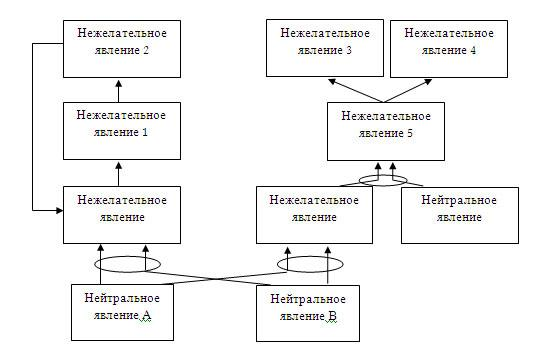 Нежелательное
явление 2
Нежелательное
явление 3
Нежелательное
явление 4
Нежелательное
явление 1
Нежелательное
явление 5
Нежелательное
явление
Нежелательное
явление
Нейтральное
явление
Нейтральное
явление А
Нейтральное
явление В